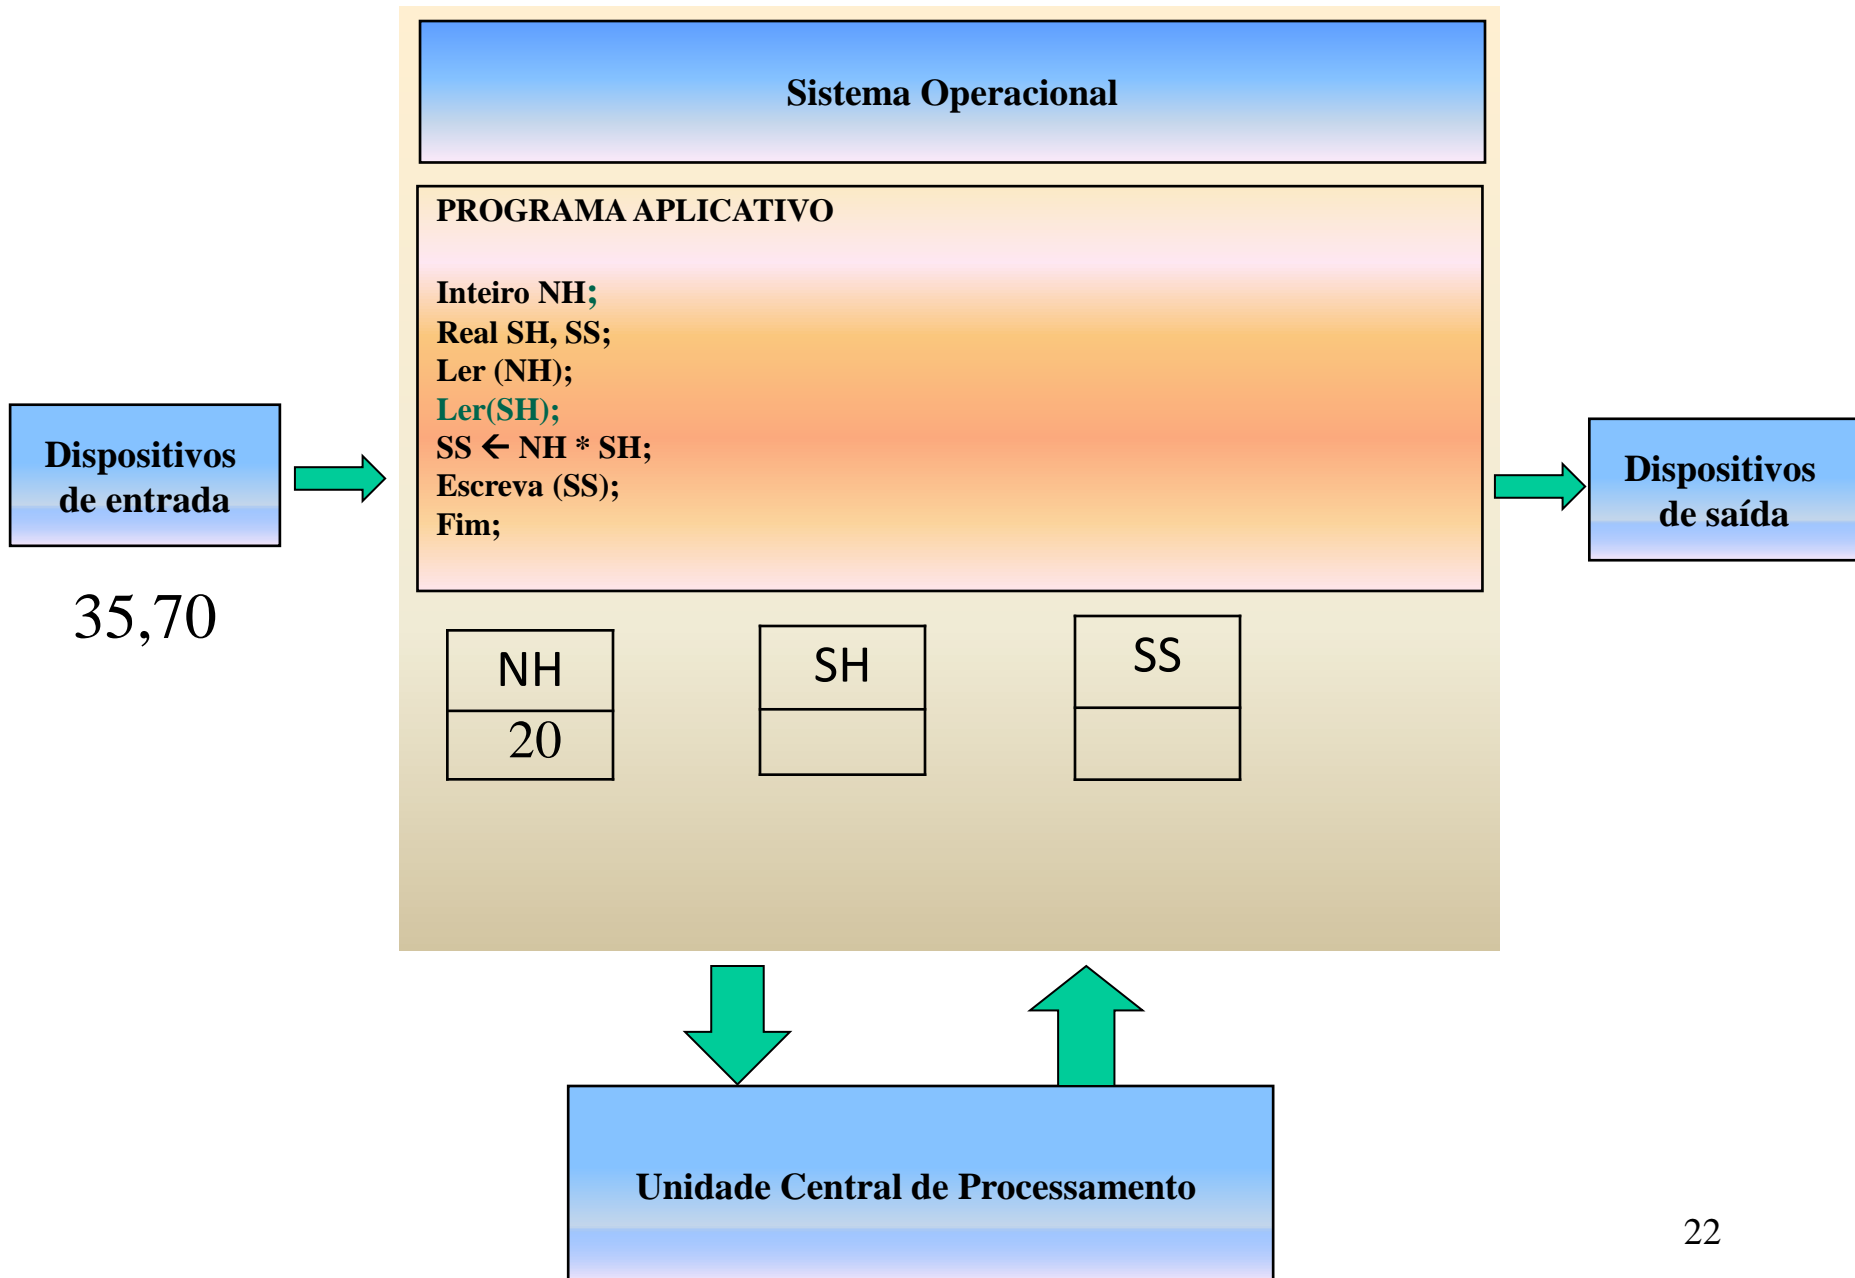 Sistema Operacional
PROGRAMA APLICATIVO
Inteiro NH;
Real SH, SS;
Ler (NH);
Ler(SH);
SS ← NH * SH;
Escreva (SS);
Fim;
Dispositivos
de entrada
35,70
Dispositivos
de saída
NH
20
SH
SS
Unidade Central de Processamento
22